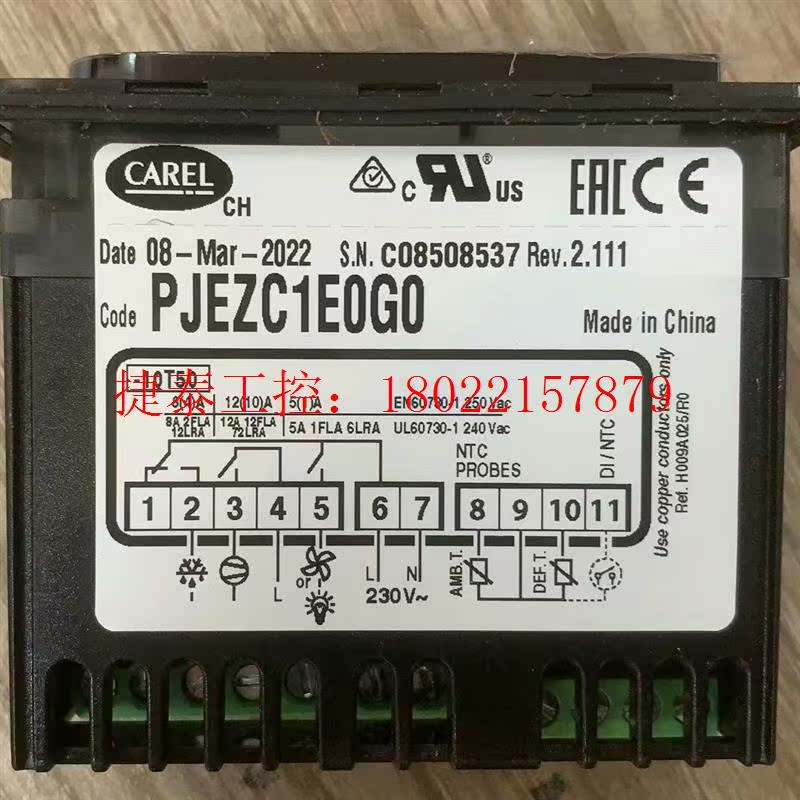 CAREL CH
c RU ® US
EAC CE
Date 08-Mar-2022 S.N. C08508537 Rev. 2.111
Code PJEZC1E0G0
Made in China
-10T50
捷泰工控：18022157879
8(4)A 12(10)A 5(1)A EN60730-1 250 Vac
8A 2FLA 12LRA 12A 12FLA 72LRA 5A 1FLA 6LRA UL60730-1 240 Vac
NTC PROBES
DI / NTC
1 2 3 4 5 6 7 8 9 10 11
L or L N AMB.T. DEF.T.
230 V~
Use copper conductors only
Ref. H009A025/R0